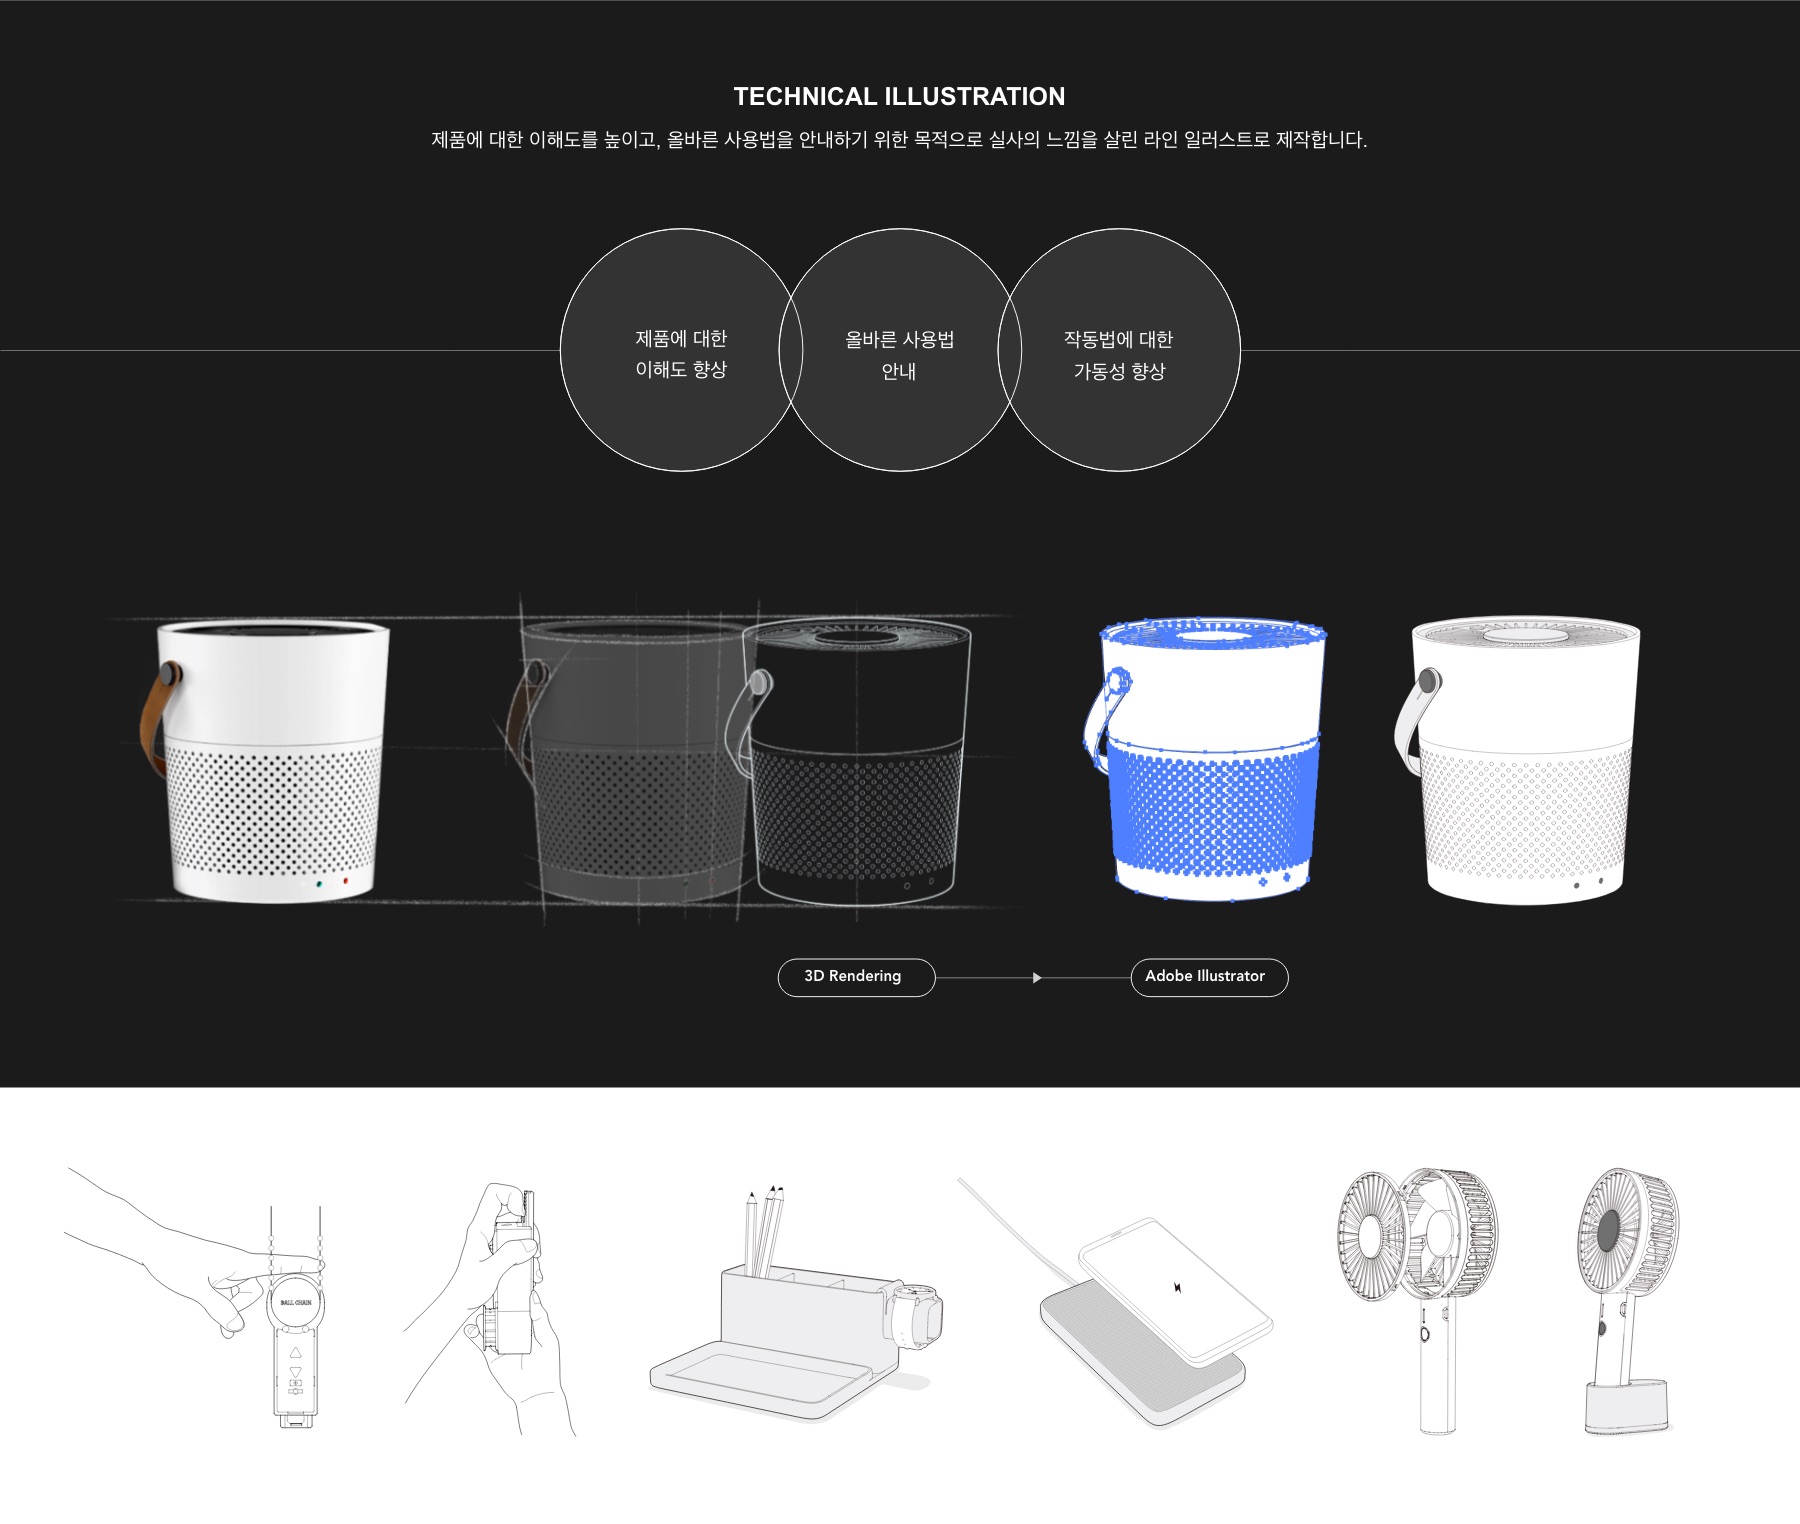 TECHNICAL ILLUSTRATION
제품에 대한 이해도를 높이고, 올바른 사용법을 안내하기 위한 목적으로 실사의 느낌을 살린 라인 일러스트로 제작합니다.
제품에 대한
이해도 향상
올바른 사용법
안내
작동법에 대한
가동성 향상
3D Rendering
Adobe Illustrator
BALL CHAIN